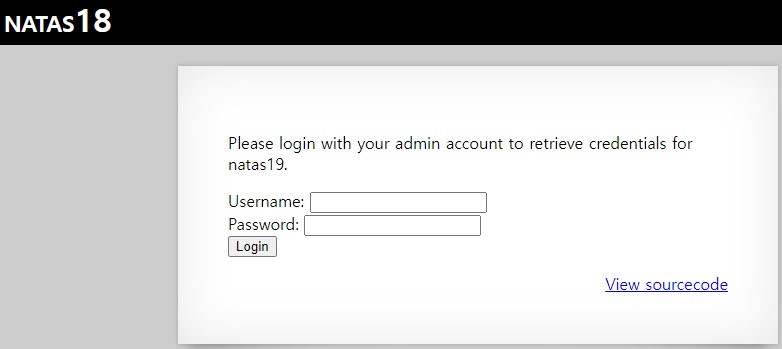 NATAS18
Please login with your admin account to retrieve credentials for
natas19.
Username:
Password:
Login
View sourcecode